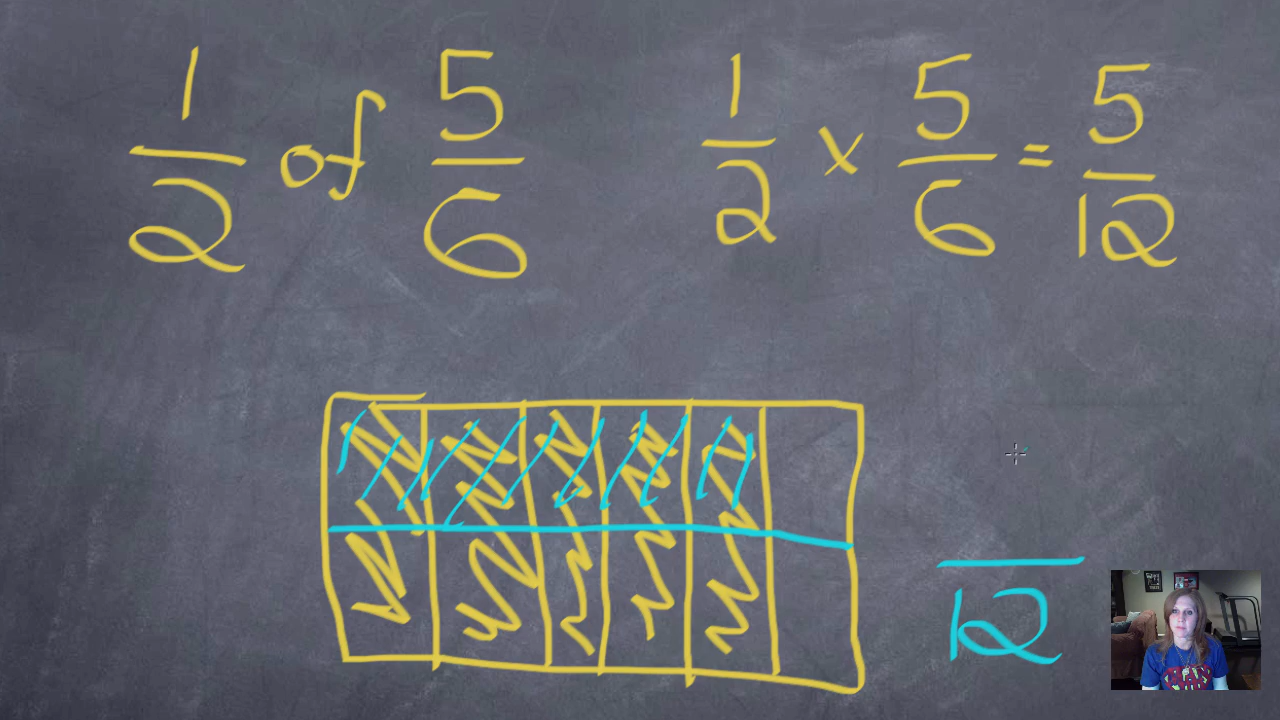 1/2 of 5/6
1/2 x 5/6 = 5/12
12